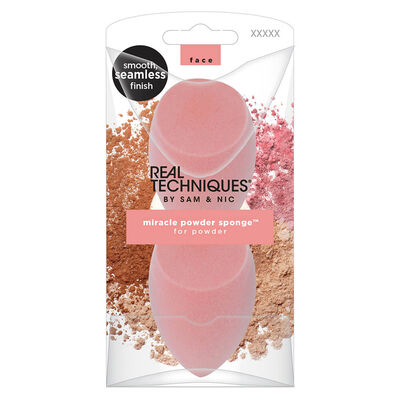 XXXXX
face
smooth,
seamless
finish
REAL
TECHNIQUES®
BY SAM & NIC
miracle powder sponge™
for powder